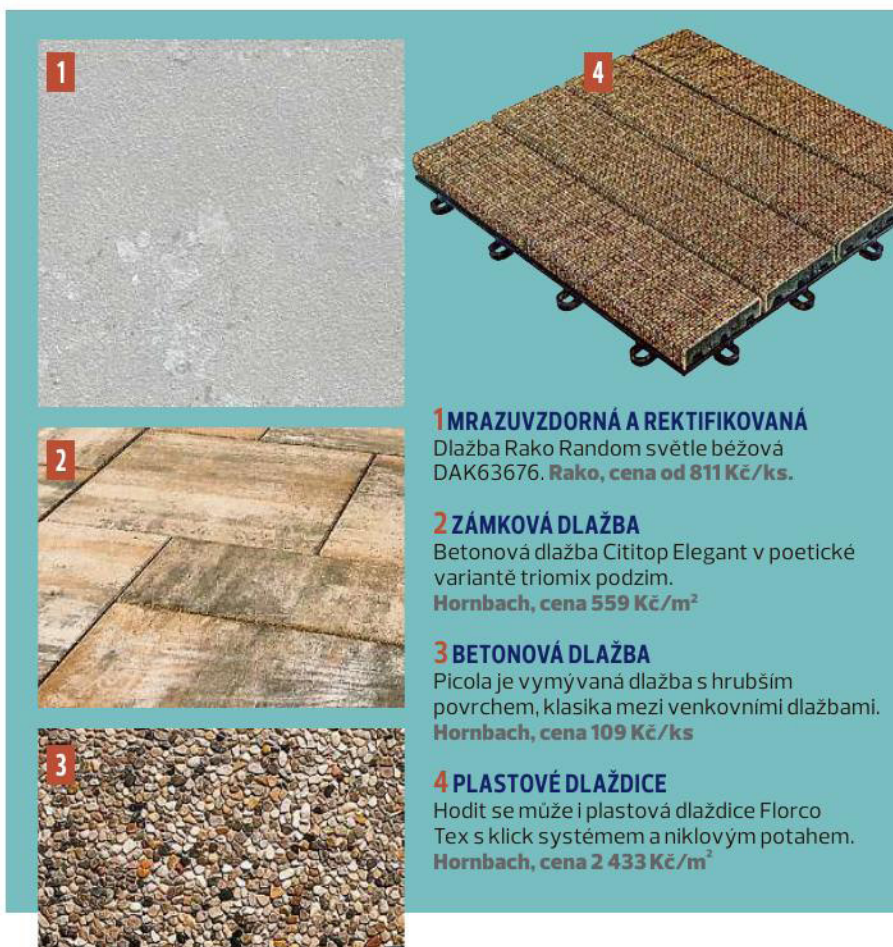 1
4
2
3
1 MRAZUVZDORNÁ A REKTIFIKOVANÁ
Dlažba Rako Random světle béžová
DAK63676. Rako, cena od 811 Kč/ks.
2 ZÁMKOVÁ DLAŽBA
Betonová dlažba Cititop Elegant v poetické
variantě triomix podzim.
Hornbach, cena 559 Kč/m²
3 BETONOVÁ DLAŽBA
Picola je vymývaná dlažba s hrubším
povrchem, klasika mezi venkovními dlažbami.
Hornbach, cena 109 Kč/ks
4 PLASTOVÉ DLAŽDICE
Hodit se může i plastová dlaždice Florco
Tex s klick systémem a niklovým potahem.
Hornbach, cena 2 433 Kč/m²